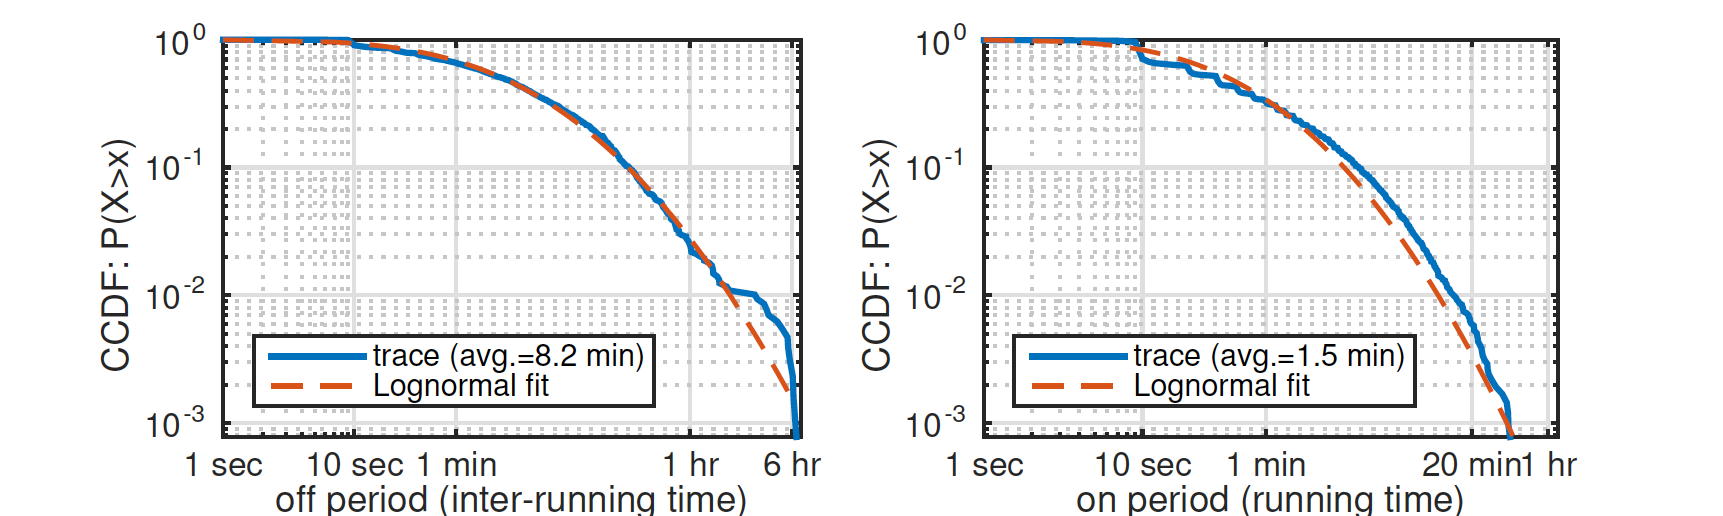 CCDF: P(X>x)
10^0
10^-1
10^-2
10^-3
trace (avg.=8.2 min)
Lognormal fit
1 sec 10 sec 1 min 1 hr 6 hr
off period (inter-running time)
CCDF: P(X>x)
10^0
10^-1
10^-2
10^-3
trace (avg.=1.5 min)
Lognormal fit
1 sec 10 sec 1 min 20 min1 hr
on period (running time)